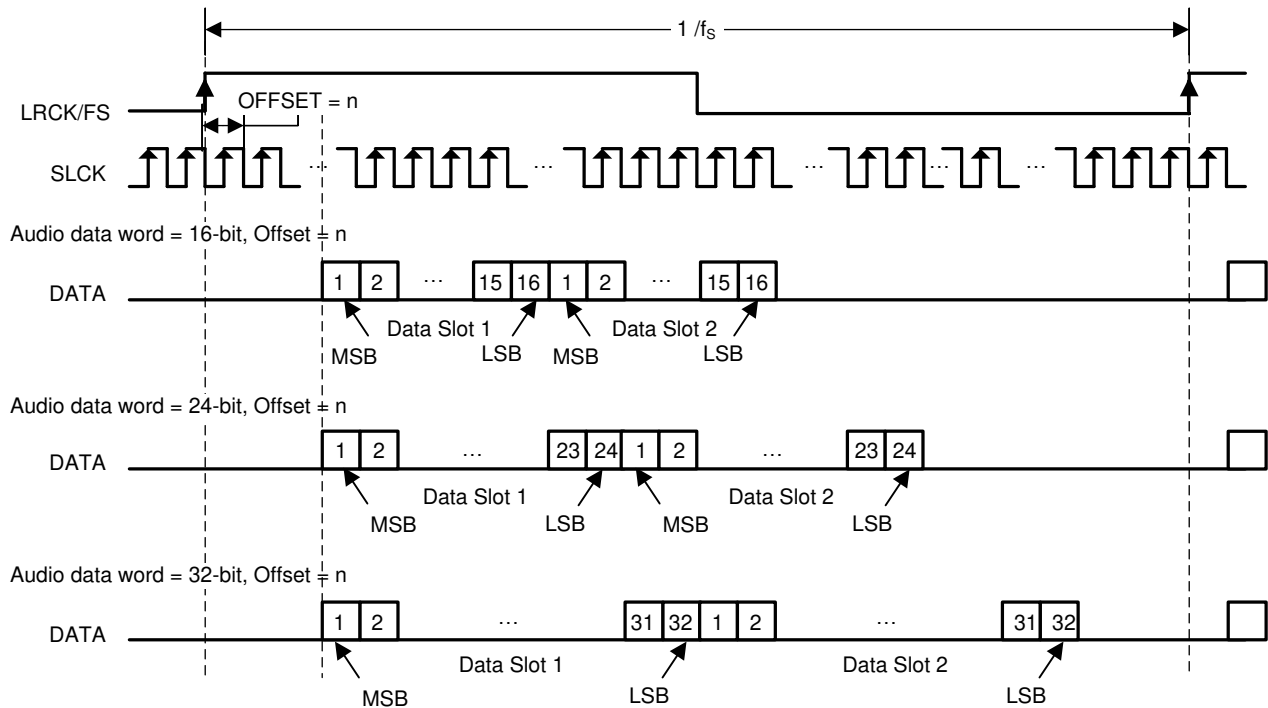 1 /fS
OFFSET = n
LRCK/FS
SLCK
... ... ... ... ...
Audio data word = 16-bit, Offset = n
DATA 1 2 ... 15 16 1 2 ... 15 16
Data Slot 1 Data Slot 2
MSB LSB MSB LSB
Audio data word = 24-bit, Offset = n
DATA 1 2 ... 23 24 1 2 ... 23 24
Data Slot 1 Data Slot 2
MSB LSB MSB LSB
Audio data word = 32-bit, Offset = n
DATA 1 2 ... 31 32 1 2 ... 31 32
Data Slot 1 Data Slot 2
MSB LSB LSB